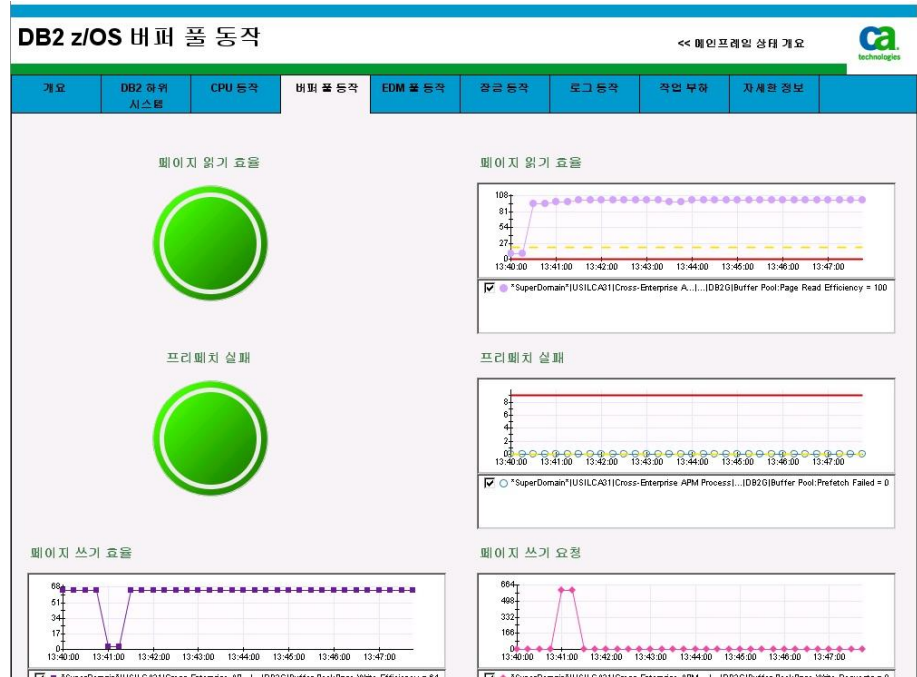 DB2 z/OS 버퍼 풀 동작
<< 메인프레임 상태 개요
ca
technologies
개요
DB2 하위 시스템
CPU 동작
버퍼 풀 동작
EDM 풀 동작
잠금 동작
로그 동작
작업 부하
자세한 정보
페이지 읽기 효율
페이지 읽기 효율
108
81
54
27
0
13:40:00 13:41:00 13:42:00 13:43:00 13:44:00 13:45:00 13:46:00 13:47:00
*SuperDomain*|USILCA31|Cross-Enterprise A...|...|DB2G|Buffer Pool:Page Read Efficiency = 100
프리페치 실패
프리페치 실패
8
6
4
2
0
13:40:00 13:41:00 13:42:00 13:43:00 13:44:00 13:45:00 13:46:00 13:47:00
*SuperDomain*|USILCA31|Cross-Enterprise APM Process|...|DB2G|Buffer Pool:Prefetch Failed = 0
페이지 쓰기 효율
페이지 쓰기 요청
68
51
34
17
0
13:40:00 13:41:00 13:42:00 13:43:00 13:44:00 13:45:00 13:46:00 13:47:00
664
498
332
166
0
13:40:00 13:41:00 13:42:00 13:43:00 13:44:00 13:45:00 13:46:00 13:47:00